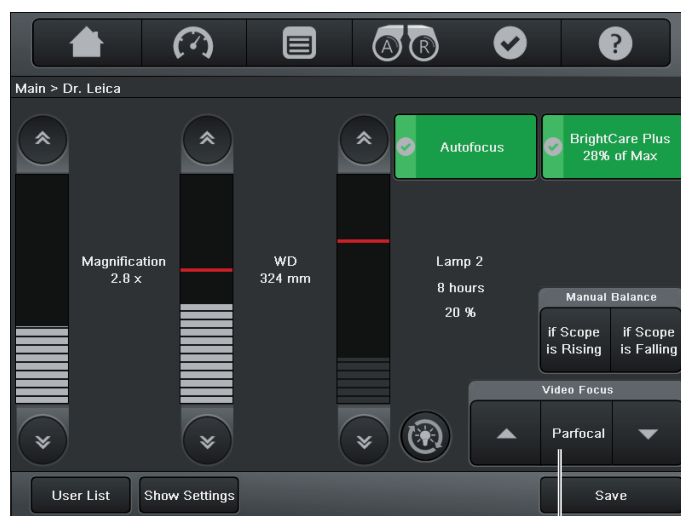 A R ?
Main > Dr. Leica
Autofocus
BrightCare Plus
28% of Max
Magnification
2.8 x
WD
324 mm
Lamp 2
8 hours
20 %
Manual Balance
if Scope
is Rising
if Scope
is Falling
Video Focus
Parfocal
User List
Show Settings
Save